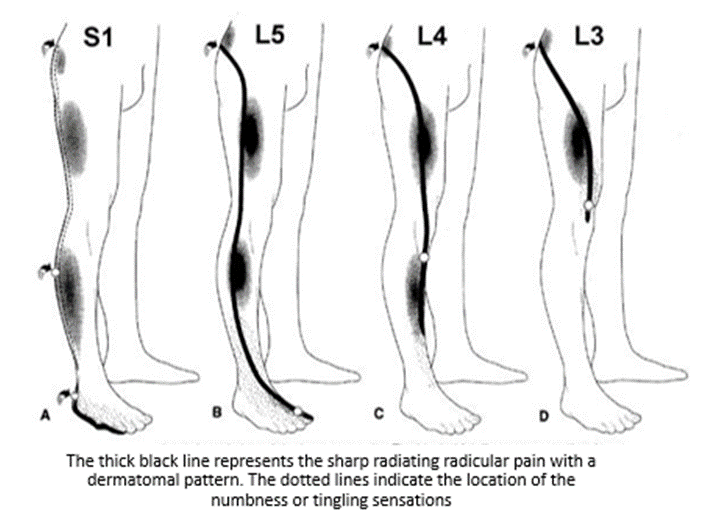 S1 L5 L4 L3
A B C D
The thick black line represents the sharp radiating radicular pain with a
dermatomal pattern. The dotted lines indicate the location of the
numbness or tingling sensations